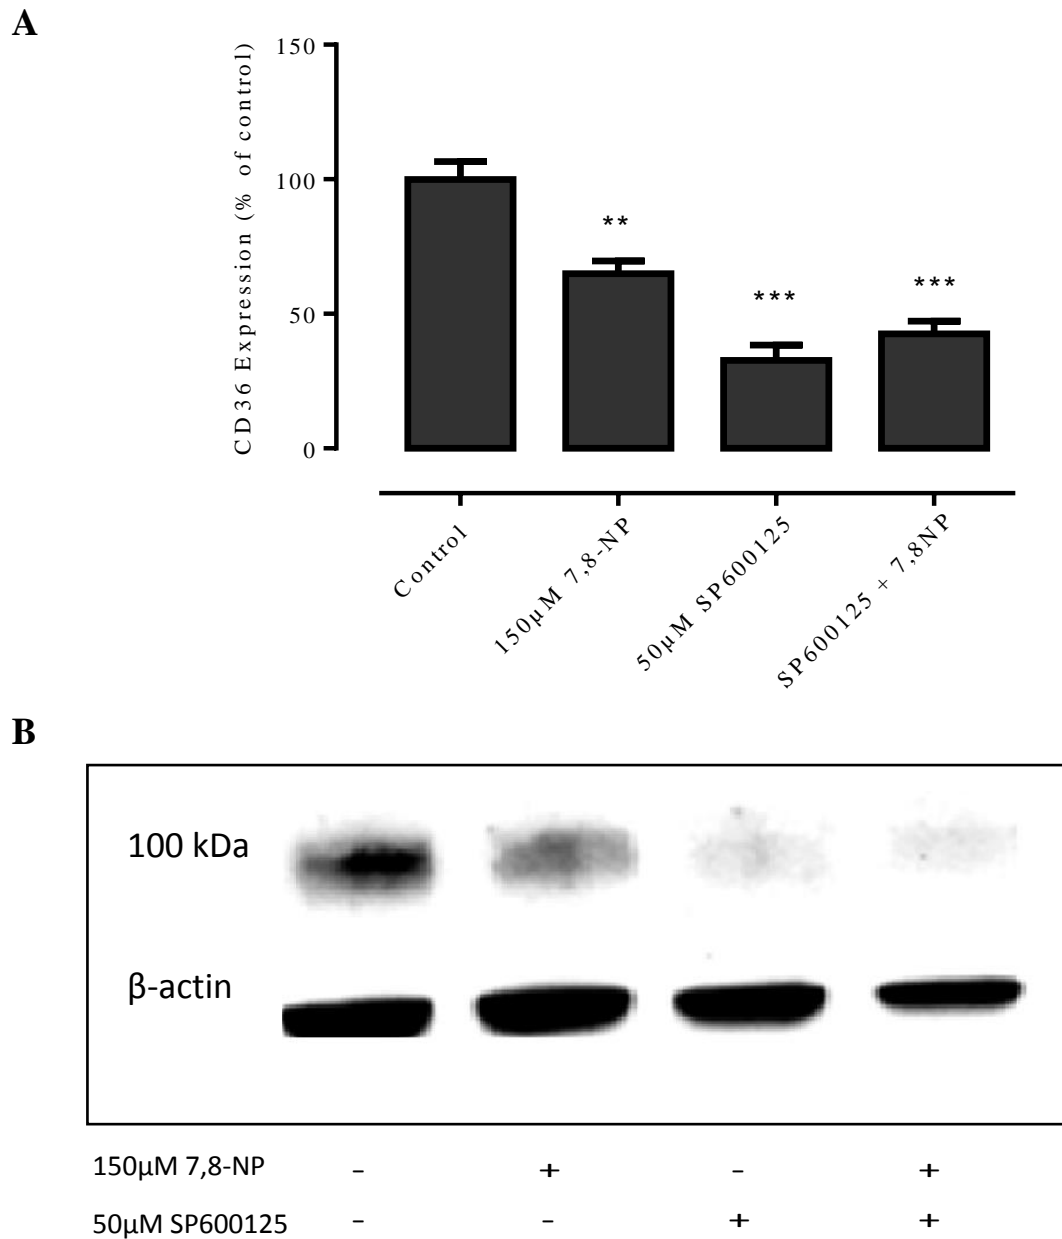 A
CD36 Expression (% of control)
150
100
50
0
**
***
***
Control
150µM 7,8-NP
50µM SP600125
SP600125 + 7,8NP
B
100 kDa
β-actin
150µM 7,8-NP - + - +
50µM SP600125 - - + +